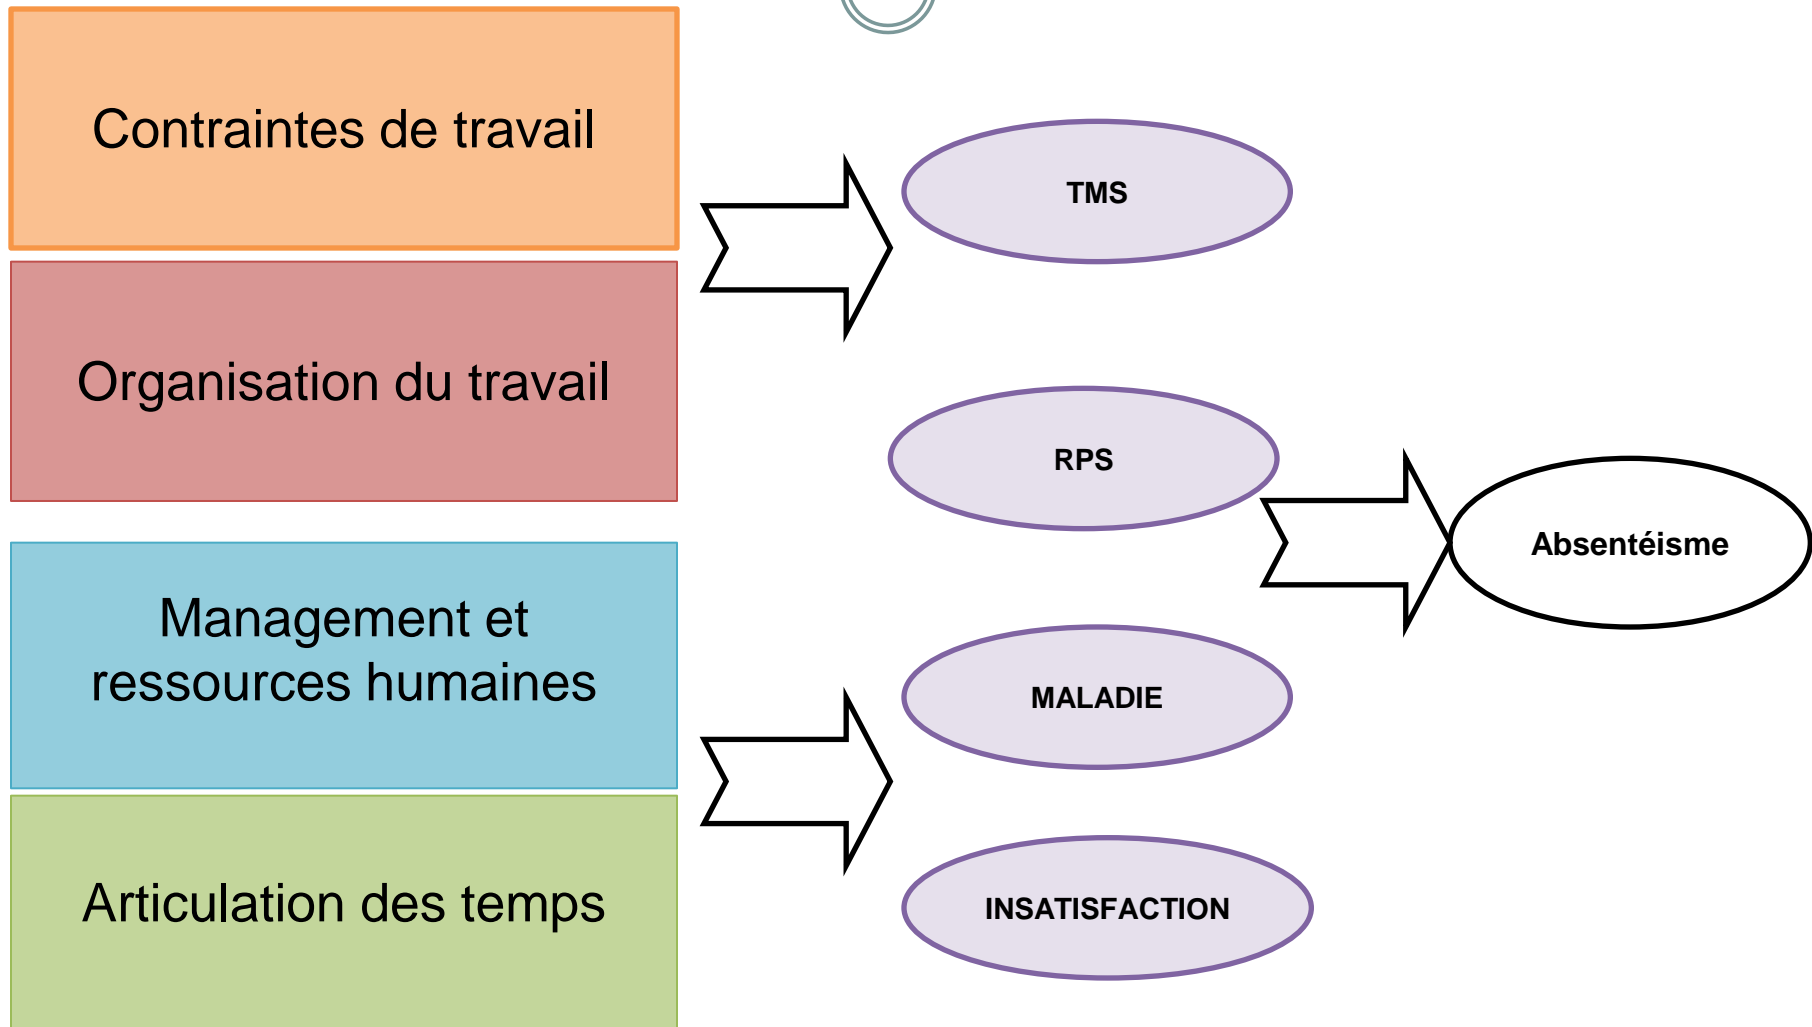 Contraintes de travail
Organisation du travail
Management et
ressources humaines
Articulation des temps
TMS
RPS
MALADIE
INSATISFACTION
Absentéisme